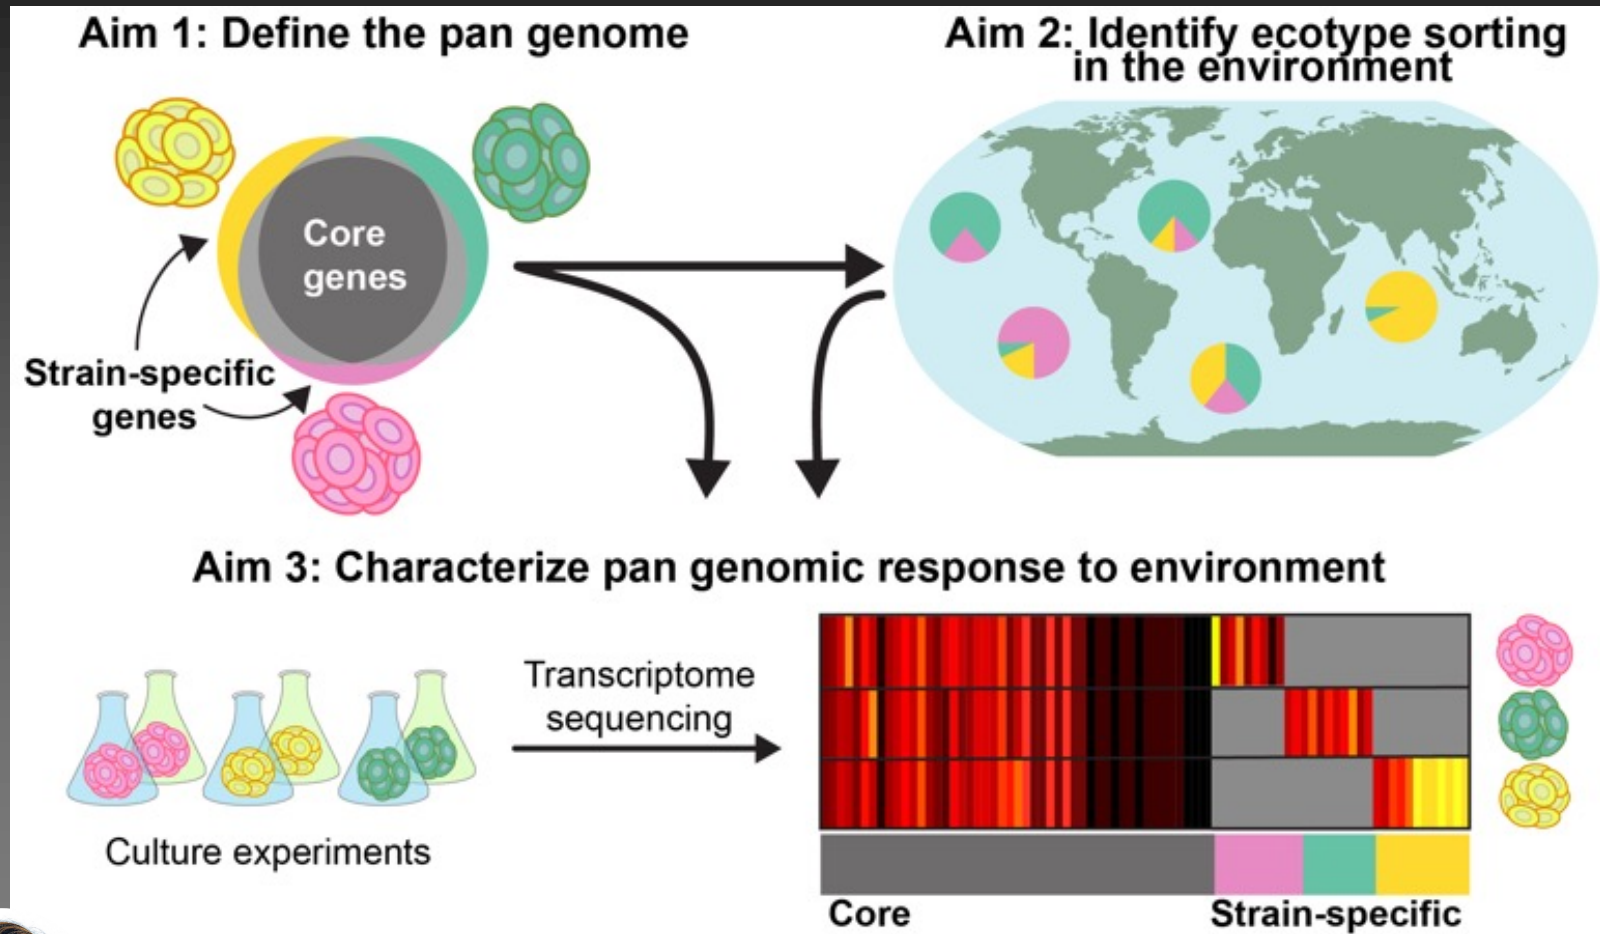 Aim 1: Define the pan genome
Aim 2: Identify ecotype sorting
in the environment
Core
genes
Strain-specific
genes
Aim 3: Characterize pan genomic response to environment
Transcriptome
sequencing
Culture experiments
Core
Strain-specific